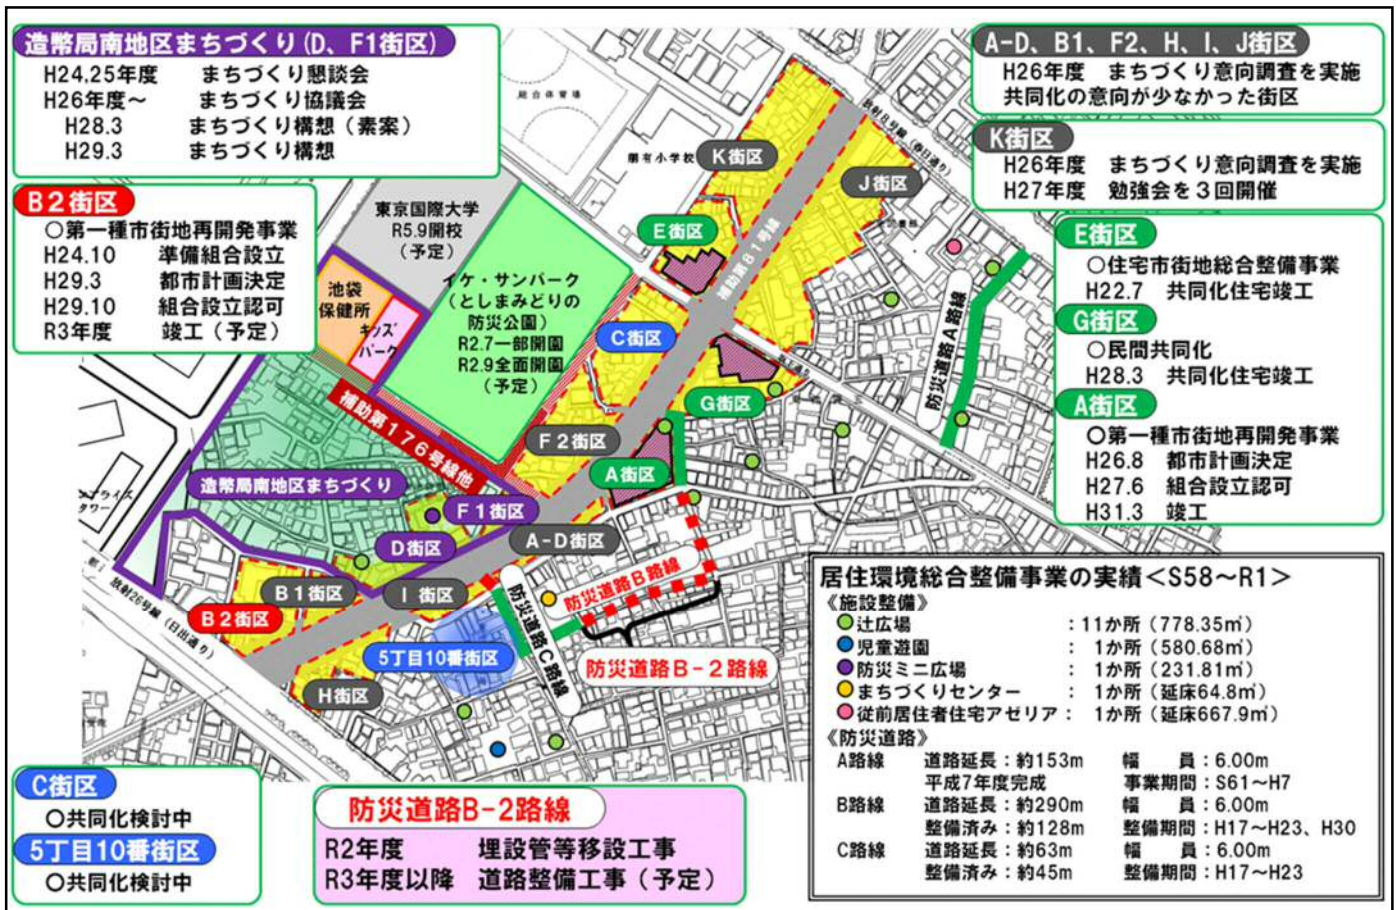 造幣局南地区まちづくり(D、F1街区)
H24,25年度 まちづくり懇談会
H26年度～ まちづくり協議会
H28.3 まちづくり構想（素案）
H29.3 まちづくり構想
B2街区
○第一種市街地再開発事業
H24.10 準備組合設立
H29.3 都市計画決定
H29.10 組合設立認可
R3年度 竣工（予定）
A-D、B1、F2、H、I、J街区
H26年度 まちづくり意向調査を実施
共同化の意向が少なかった街区
K街区
H26年度 まちづくり意向調査を実施
H27年度 勉強会を３回開催
E街区
○住宅市街地総合整備事業
H22.7 共同化住宅竣工
G街区
○民間共同化
H28.3 共同化住宅竣工
A街区
○第一種市街地再開発事業
H26.8 都市計画決定
H27.6 組合設立認可
H31.3 竣工
総合体育場
朋有小学校
放射8号線（春日通り）
K街区
J街区
E街区
補助第81号線
東京国際大学
R5.9開校
（予定）
イケ・サンパーク
（としまみどりの
防災公園）
R2.7一部開園
R2.9全面開園
（予定）
池袋
保健所
キッズ
パーク
C街区
防災道路A路線
G街区
補助第176号線他
F2街区
A街区
造幣局南地区まちづくり
F1街区
D街区
A-D街区
B1街区
I 街区
B2街区
放射26号線（日出通り）
防災道路B路線
防災道路C路線
5丁目10番街区
防災道路B-2路線
H街区
居住環境総合整備事業の実績＜S58～R1＞
《施設整備》
辻広場 ：11か所（778.35㎡）
児童遊園 ： 1か所（580.68㎡）
防災ミニ広場 ： 1か所（231.81㎡）
まちづくりセンター ： 1か所（延床64.8㎡）
従前居住者住宅アゼリア： 1か所（延床667.9㎡）
《防災道路》
A路線 道路延長：約153m 幅 員：6.00m
平成7年度完成 事業期間：S61～H7
B路線 道路延長：約290m 幅 員：6.00m
整備済み：約128m 整備期間：H17～H23、H30
C路線 道路延長：約63m 幅 員：6.00m
整備済み：約45m 整備期間：H17～H23
C街区
○共同化検討中
5丁目10番街区
○共同化検討中
防災道路B-2路線
R2年度 埋設管等移設工事
R3年度以降 道路整備工事（予定）